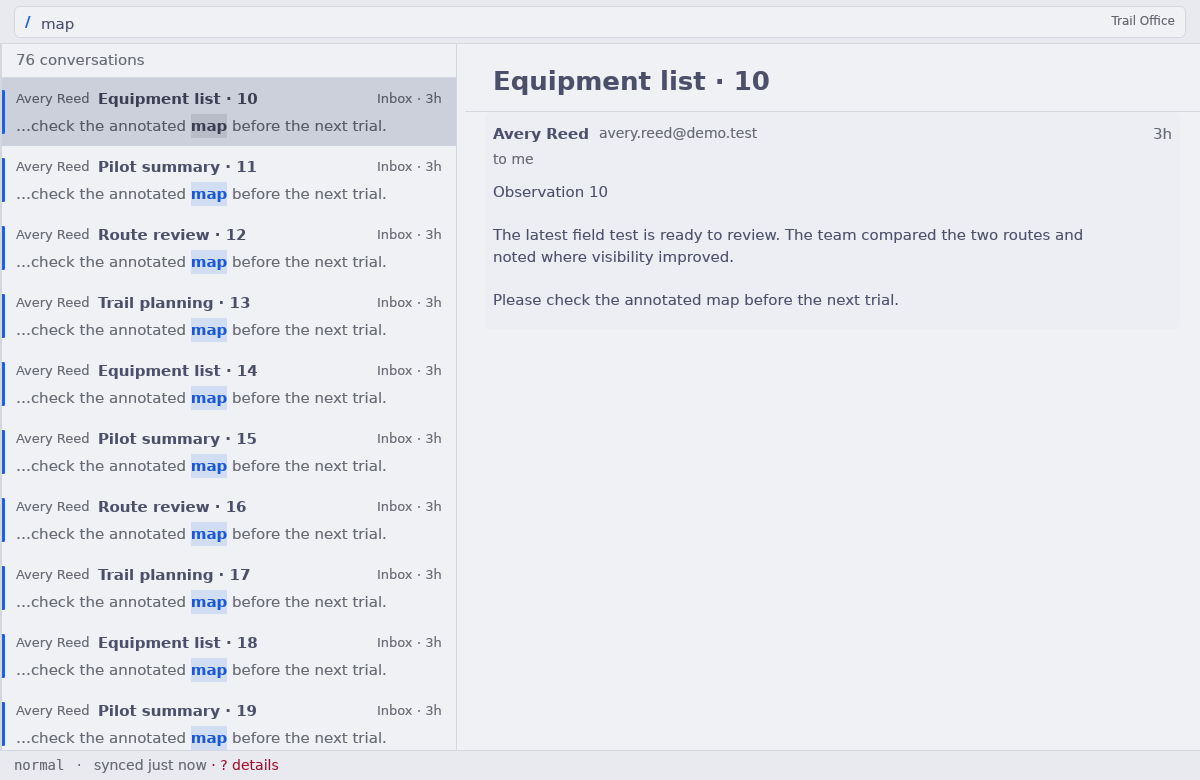 / map Trail Office
76 conversations
Avery Reed Equipment list · 10 Inbox · 3h
…check the annotated map before the next trial.
Avery Reed Pilot summary · 11 Inbox · 3h
…check the annotated map before the next trial.
Avery Reed Route review · 12 Inbox · 3h
…check the annotated map before the next trial.
Avery Reed Trail planning · 13 Inbox · 3h
…check the annotated map before the next trial.
Avery Reed Equipment list · 14 Inbox · 3h
…check the annotated map before the next trial.
Avery Reed Pilot summary · 15 Inbox · 3h
…check the annotated map before the next trial.
Avery Reed Route review · 16 Inbox · 3h
…check the annotated map before the next trial.
Avery Reed Trail planning · 17 Inbox · 3h
…check the annotated map before the next trial.
Avery Reed Equipment list · 18 Inbox · 3h
…check the annotated map before the next trial.
Avery Reed Pilot summary · 19 Inbox · 3h
…check the annotated map before the next trial.
Equipment list · 10
Avery Reed avery.reed@demo.test 3h
to me
Observation 10
The latest field test is ready to review. The team compared the two routes and
noted where visibility improved.
Please check the annotated map before the next trial.
normal · synced just now · ? details